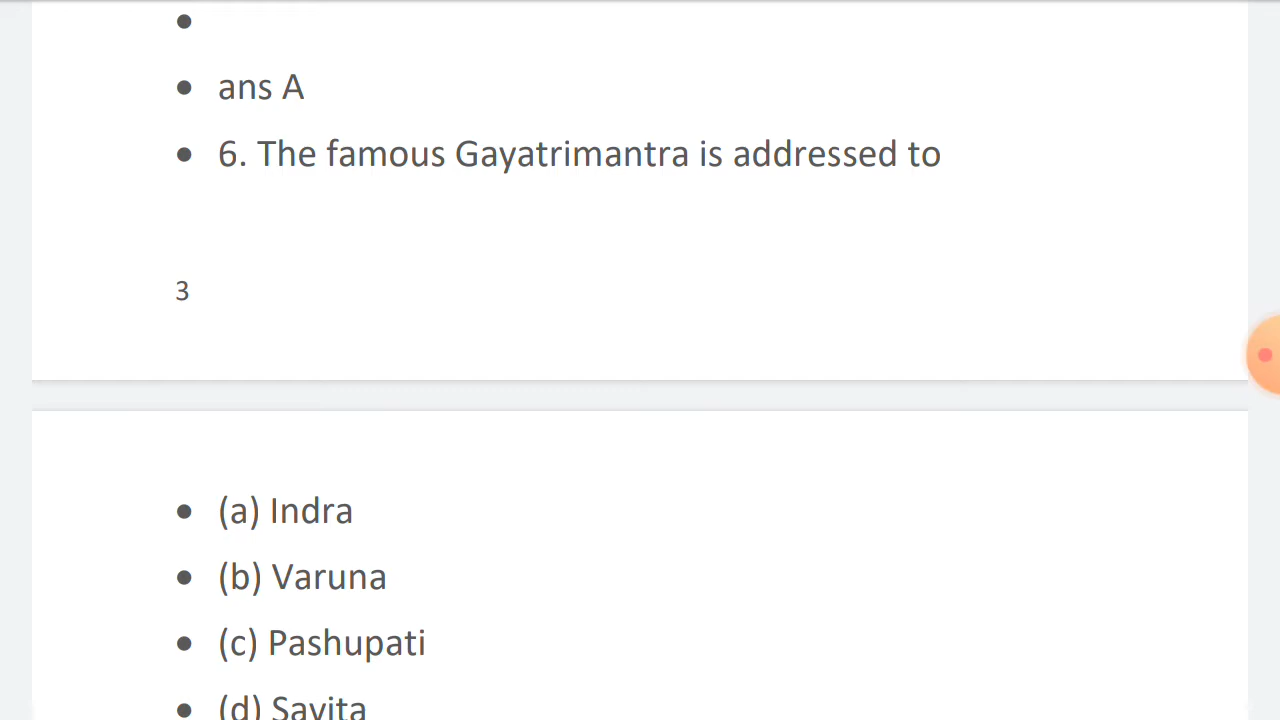 •
• ans A
• 6. The famous Gayatrimantra is addressed to
3
• (a) Indra
• (b) Varuna
• (c) Pashupati
• (d) Savita